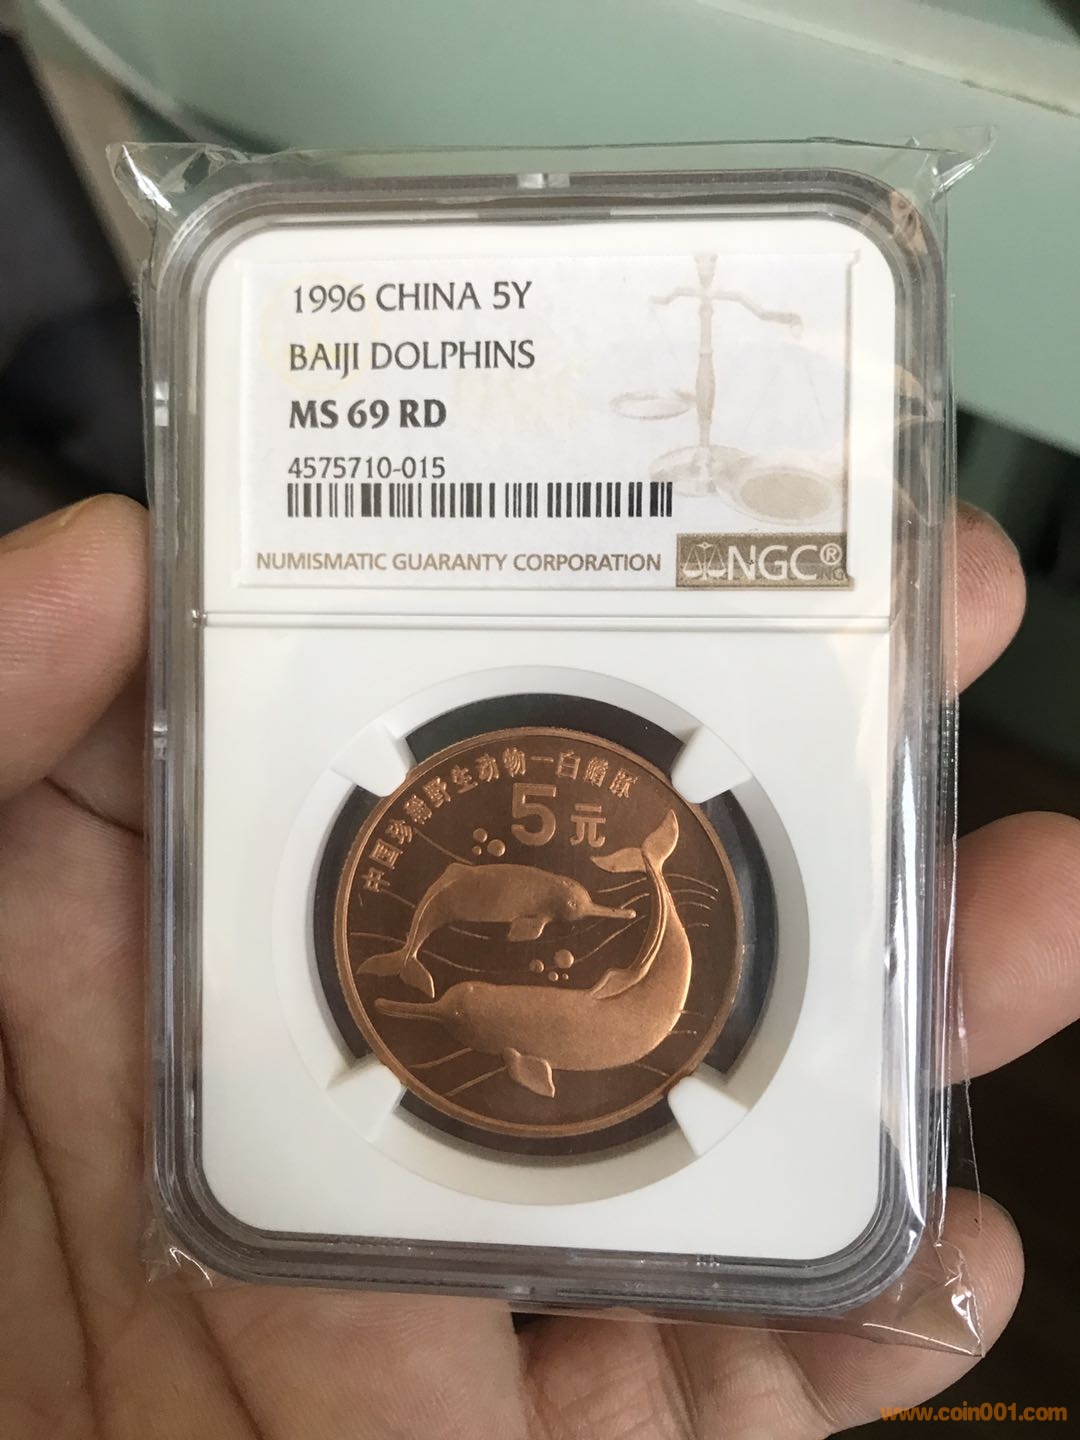 1996 CHINA 5Y
BAIJI DOLPHINS
MS 69 RD
4575710-015
NUMISMATIC GUARANTY CORPORATION
NGC®
中国珍稀野生动物—白鱀豚
5元
www.coin001.com